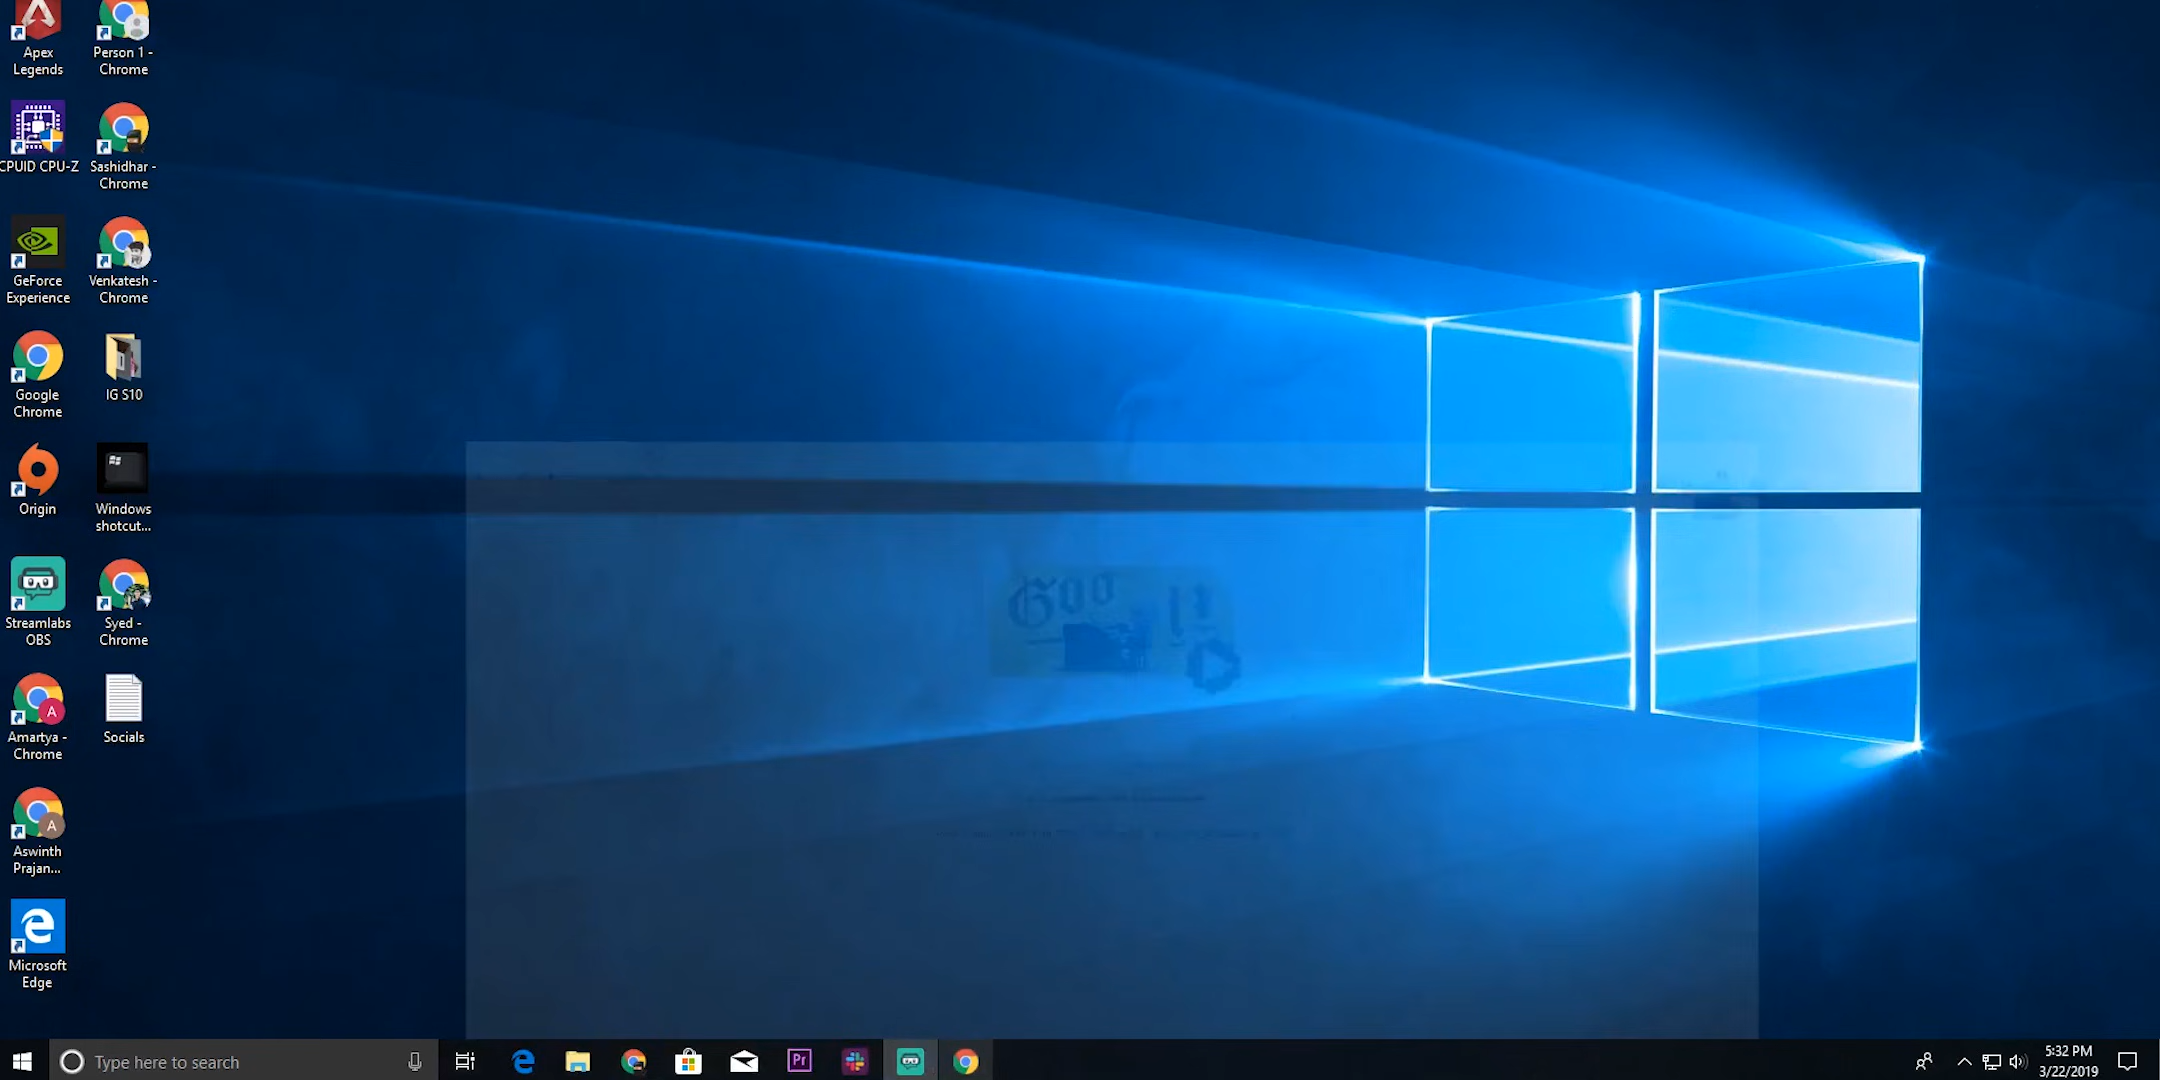 Apex
Legends
Person 1 -
Chrome
CPUID CPU-Z
Sashidhar -
Chrome
GeForce
Experience
Venkatesh -
Chrome
Google
Chrome
IG S10
Origin
Windows
shotcut...
Streamlabs
OBS
Syed -
Chrome
Amartya -
Chrome
Socials
Aswinth
Prajan...
Microsoft
Edge
Goo
Type here to search
Pr
5:32 PM
3/22/2019